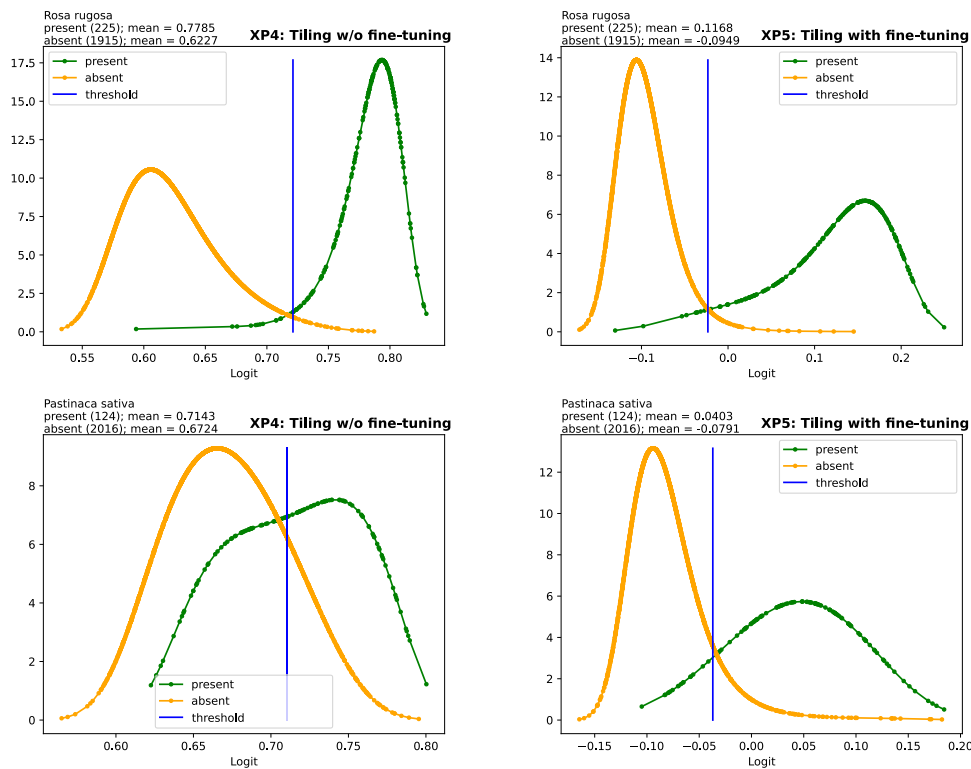 Rosa rugosa
present (225); mean = 0.7785
absent (1915); mean = 0.6227
XP4: Tiling w/o fine-tuning
present
absent
threshold
17.5
15.0
12.5
10.0
7.5
5.0
2.5
0.0
0.55
0.60
0.65
0.70
0.75
0.80
Logit
Rosa rugosa
present (225); mean = 0.1168
absent (1915); mean = -0.0949
XP5: Tiling with fine-tuning
present
absent
threshold
14
12
10
8
6
4
2
0
−0.1
0.0
0.1
0.2
Logit
Pastinaca sativa
present (124); mean = 0.7143
absent (2016); mean = 0.6724
XP4: Tiling w/o fine-tuning
8
6
4
2
0
present
absent
threshold
0.60
0.65
0.70
0.75
0.80
Logit
Pastinaca sativa
present (124); mean = 0.0403
absent (2016); mean = -0.0791
XP5: Tiling with fine-tuning
present
absent
threshold
12
10
8
6
4
2
0
−0.15
−0.10
−0.05
0.00
0.05
0.10
0.15
0.20
Logit